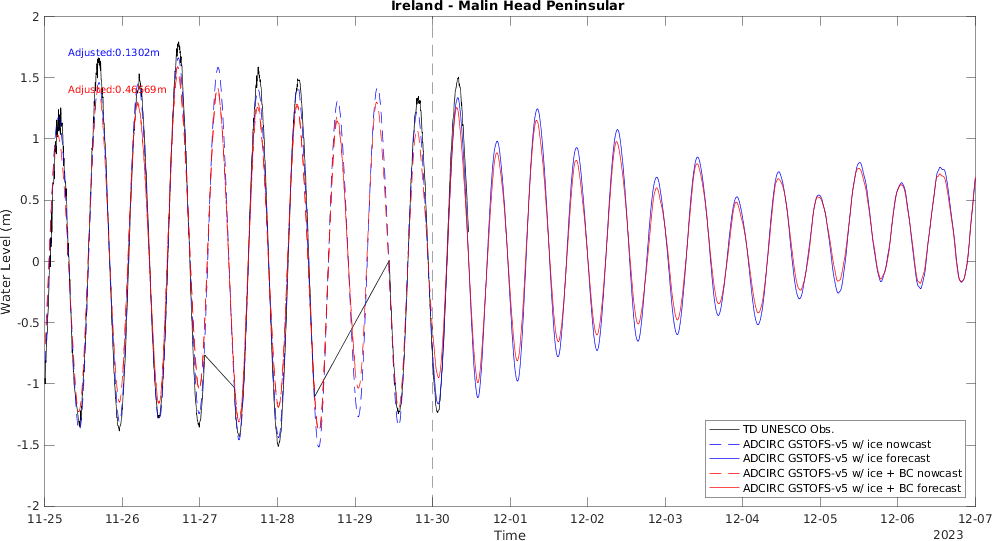 Ireland - Malin Head Peninsular
Adjusted:0.1302m
Adjusted:0.46569m
Water Level (m)
2
1.5
1
0.5
0
-0.5
-1
-1.5
-2
11-25 11-26 11-27 11-28 11-29 11-30 12-01 12-02 12-03 12-04 12-05 12-06 12-07
Time
2023
TD UNESCO Obs.
ADCIRC GSTOFS-v5 w/ ice nowcast
ADCIRC GSTOFS-v5 w/ ice forecast
ADCIRC GSTOFS-v5 w/ ice + BC nowcast
ADCIRC GSTOFS-v5 w/ ice + BC forecast